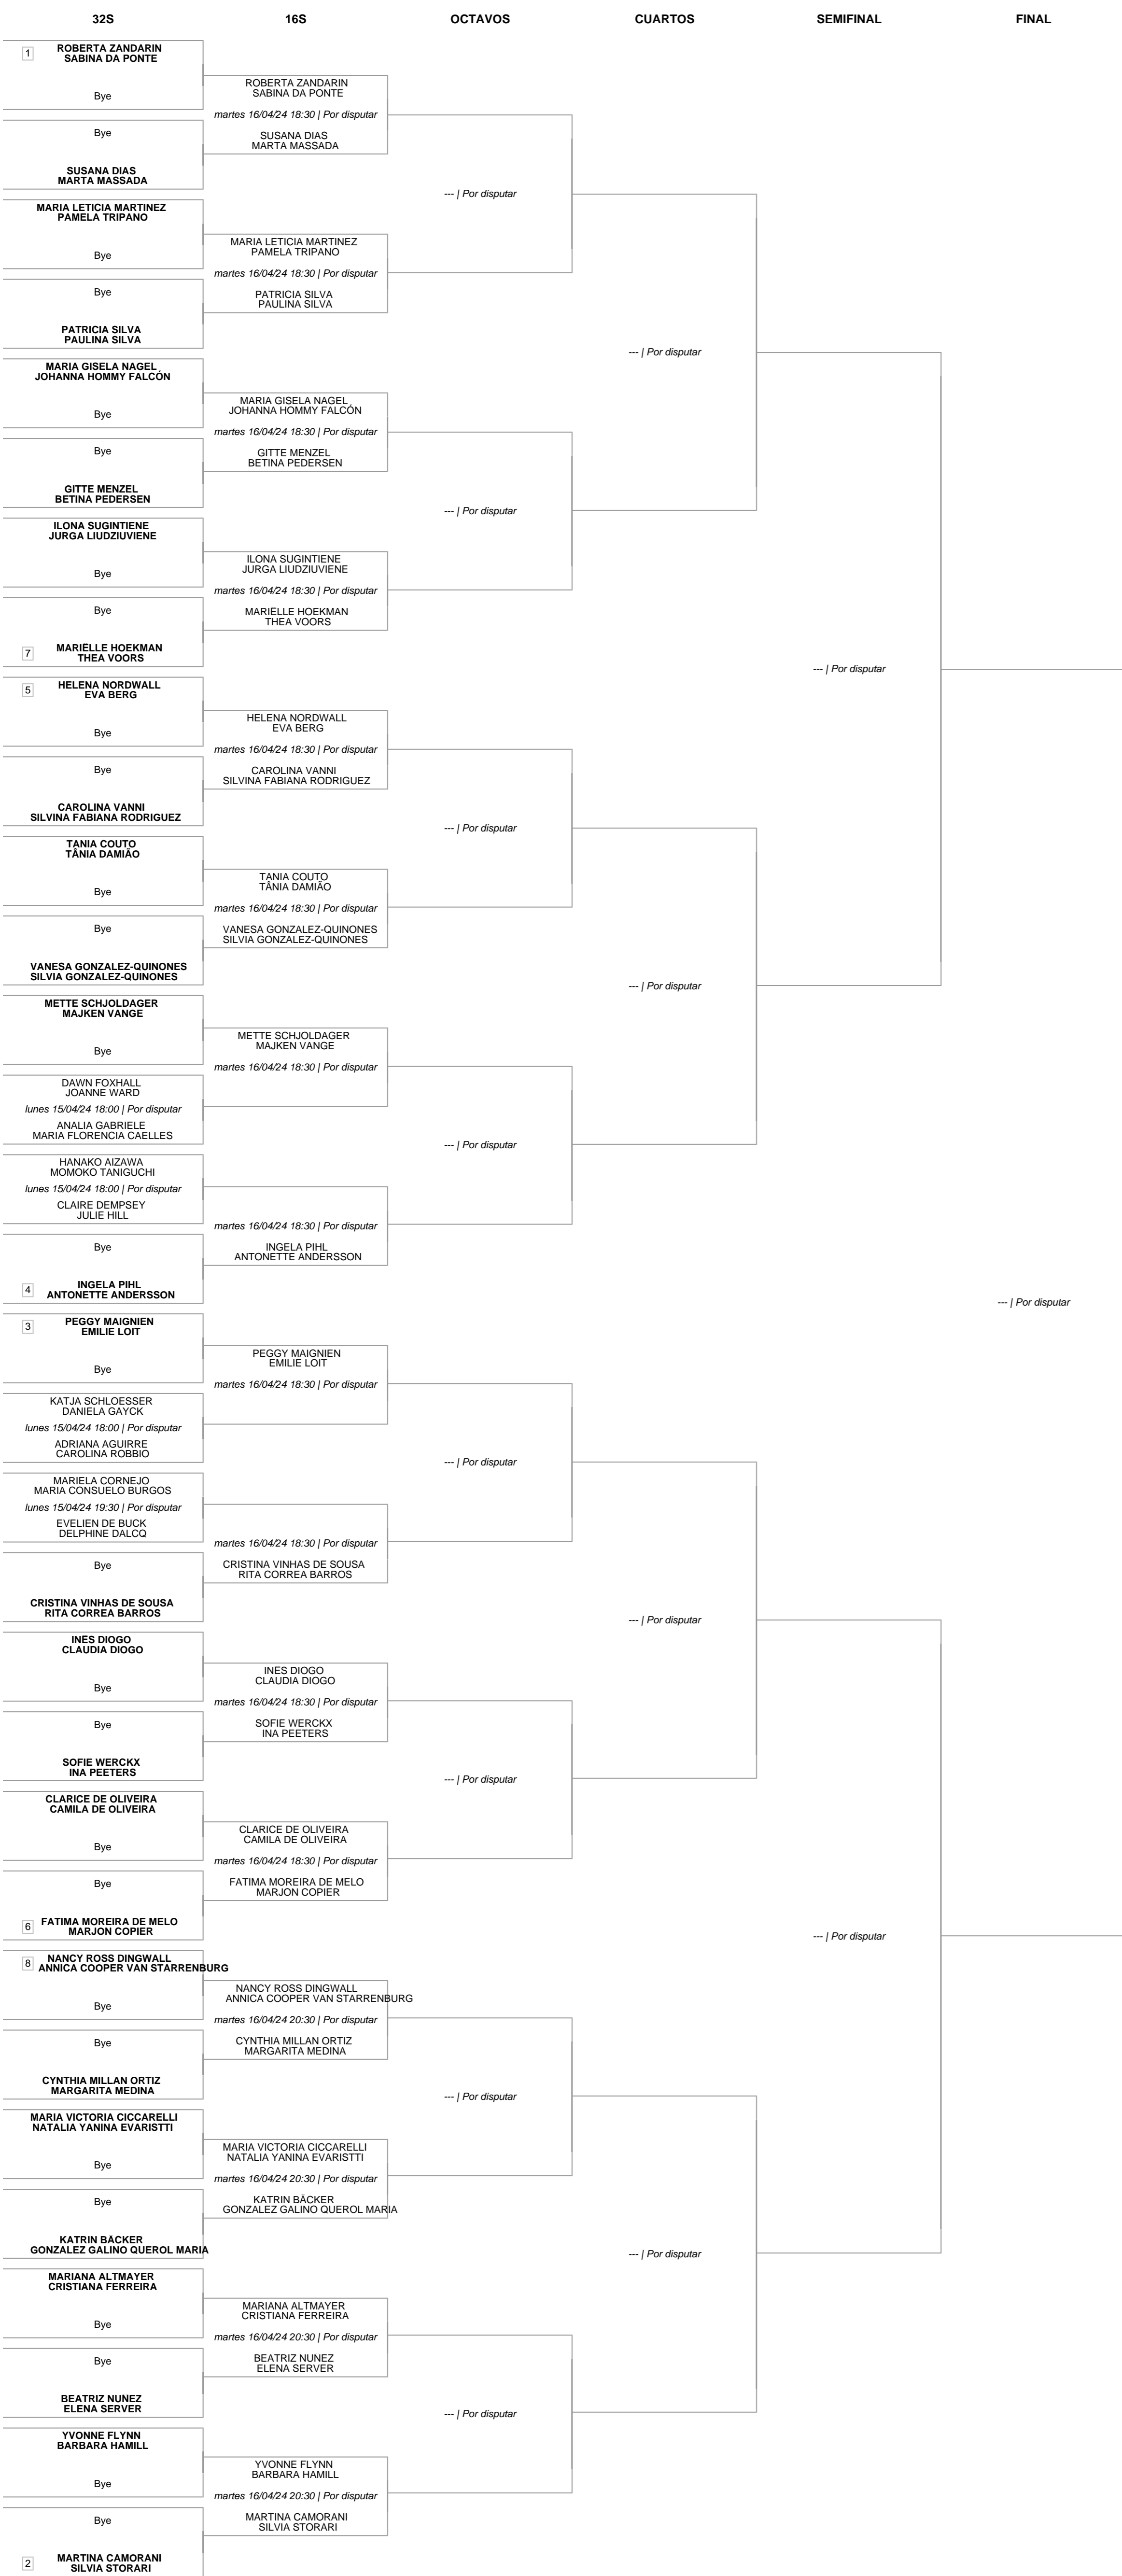 32S 16S OCTAVOS CUARTOS SEMIFINAL FINAL
1 ROBERTA ZANDARIN
SABINA DA PONTE
Bye
ROBERTA ZANDARIN
SABINA DA PONTE
martes 16/04/24 18:30 | Por disputar
SUSANA DIAS
MARTA MASSADA
Bye
SUSANA DIAS
MARTA MASSADA
--- | Por disputar
MARIA LETICIA MARTINEZ
PAMELA TRIPANO
Bye
MARIA LETICIA MARTINEZ
PAMELA TRIPANO
martes 16/04/24 18:30 | Por disputar
PATRICIA SILVA
PAULINA SILVA
Bye
PATRICIA SILVA
PAULINA SILVA
--- | Por disputar
MARIA GISELA NAGEL
JOHANNA HOMMY FALCÓN
Bye
MARIA GISELA NAGEL
JOHANNA HOMMY FALCÓN
martes 16/04/24 18:30 | Por disputar
GITTE MENZEL
BETINA PEDERSEN
Bye
GITTE MENZEL
BETINA PEDERSEN
--- | Por disputar
ILONA SUGINTIENE
JURGA LIUDZIUVIENE
Bye
ILONA SUGINTIENE
JURGA LIUDZIUVIENE
martes 16/04/24 18:30 | Por disputar
MARIËLLE HOEKMAN
THEA VOORS
Bye
7 MARIËLLE HOEKMAN
THEA VOORS
--- | Por disputar
5 HELENA NORDWALL
EVA BERG
Bye
HELENA NORDWALL
EVA BERG
martes 16/04/24 18:30 | Por disputar
CAROLINA VANNI
SILVINA FABIANA RODRIGUEZ
Bye
CAROLINA VANNI
SILVINA FABIANA RODRIGUEZ
--- | Por disputar
TANIA COUTO
TÂNIA DAMIÃO
Bye
TANIA COUTO
TÂNIA DAMIÃO
martes 16/04/24 18:30 | Por disputar
VANESA GONZALEZ-QUINONES
SILVIA GONZALEZ-QUINONES
Bye
VANESA GONZALEZ-QUINONES
SILVIA GONZALEZ-QUINONES
--- | Por disputar
METTE SCHJOLDAGER
MAJKEN VANGE
Bye
METTE SCHJOLDAGER
MAJKEN VANGE
martes 16/04/24 18:30 | Por disputar
DAWN FOXHALL
JOANNE WARD
lunes 15/04/24 18:00 | Por disputar
ANALIA GABRIELE
MARIA FLORENCIA CAELLES
--- | Por disputar
HANAKO AIZAWA
MOMOKO TANIGUCHI
lunes 15/04/24 18:00 | Por disputar
CLAIRE DEMPSEY
JULIE HILL
martes 16/04/24 18:30 | Por disputar
INGELA PIHL
ANTONETTE ANDERSSON
Bye
4 INGELA PIHL
ANTONETTE ANDERSSON
--- | Por disputar
3 PEGGY MAIGNIEN
EMILIE LOIT
Bye
PEGGY MAIGNIEN
EMILIE LOIT
martes 16/04/24 18:30 | Por disputar
KATJA SCHLOESSER
DANIELA GAYCK
lunes 15/04/24 18:00 | Por disputar
ADRIANA AGUIRRE
CAROLINA ROBBIO
--- | Por disputar
MARIELA CORNEJO
MARIA CONSUELO BURGOS
lunes 15/04/24 19:30 | Por disputar
EVELIEN DE BUCK
DELPHINE DALCQ
martes 16/04/24 18:30 | Por disputar
CRISTINA VINHAS DE SOUSA
RITA CORREA BARROS
Bye
CRISTINA VINHAS DE SOUSA
RITA CORREA BARROS
--- | Por disputar
INES DIOGO
CLAUDIA DIOGO
Bye
INES DIOGO
CLAUDIA DIOGO
martes 16/04/24 18:30 | Por disputar
SOFIE WERCKX
INA PEETERS
Bye
SOFIE WERCKX
INA PEETERS
--- | Por disputar
CLARICE DE OLIVEIRA
CAMILA DE OLIVEIRA
Bye
CLARICE DE OLIVEIRA
CAMILA DE OLIVEIRA
martes 16/04/24 18:30 | Por disputar
FATIMA MOREIRA DE MELO
MARJON COPIER
Bye
6 FATIMA MOREIRA DE MELO
MARJON COPIER
--- | Por disputar
8 NANCY ROSS DINGWALL
ANNICA COOPER VAN STARRENBURG
Bye
NANCY ROSS DINGWALL
ANNICA COOPER VAN STARRENBURG
martes 16/04/24 20:30 | Por disputar
CYNTHIA MILLAN ORTIZ
MARGARITA MEDINA
Bye
CYNTHIA MILLAN ORTIZ
MARGARITA MEDINA
--- | Por disputar
MARIA VICTORIA CICCARELLI
NATALIA YANINA EVARISTTI
Bye
MARIA VICTORIA CICCARELLI
NATALIA YANINA EVARISTTI
martes 16/04/24 20:30 | Por disputar
KATRIN BÄCKER
GONZALEZ GALINO QUEROL MARIA
Bye
KATRIN BÄCKER
GONZALEZ GALINO QUEROL MARIA
--- | Por disputar
MARIANA ALTMAYER
CRISTIANA FERREIRA
Bye
MARIANA ALTMAYER
CRISTIANA FERREIRA
martes 16/04/24 20:30 | Por disputar
BEATRIZ NUNEZ
ELENA SERVER
Bye
BEATRIZ NUNEZ
ELENA SERVER
--- | Por disputar
YVONNE FLYNN
BARBARA HAMILL
Bye
YVONNE FLYNN
BARBARA HAMILL
martes 16/04/24 20:30 | Por disputar
MARTINA CAMORANI
SILVIA STORARI
Bye
2 MARTINA CAMORANI
SILVIA STORARI